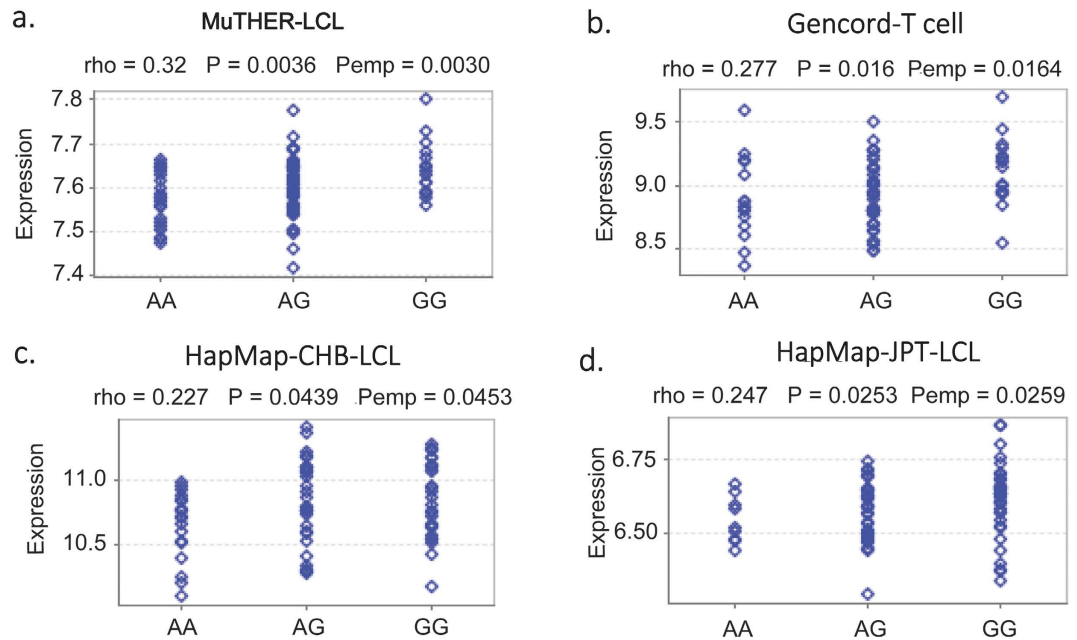 a.
MuTHER-LCL
rho = 0.32 P = 0.0036 Pemp = 0.0030
Expression
7.8
7.7
7.6
7.5
7.4
AA AG GG
b.
Gencord-T cell
rho = 0.277 P = 0.016 Pemp = 0.0164
Expression
9.5
9.0
8.5
AA AG GG
c.
HapMap-CHB-LCL
rho = 0.227 P = 0.0439 Pemp = 0.0453
Expression
11.0
10.5
AA AG GG
d.
HapMap-JPT-LCL
rho = 0.247 P = 0.0253 Pemp = 0.0259
Expression
6.75
6.50
AA AG GG